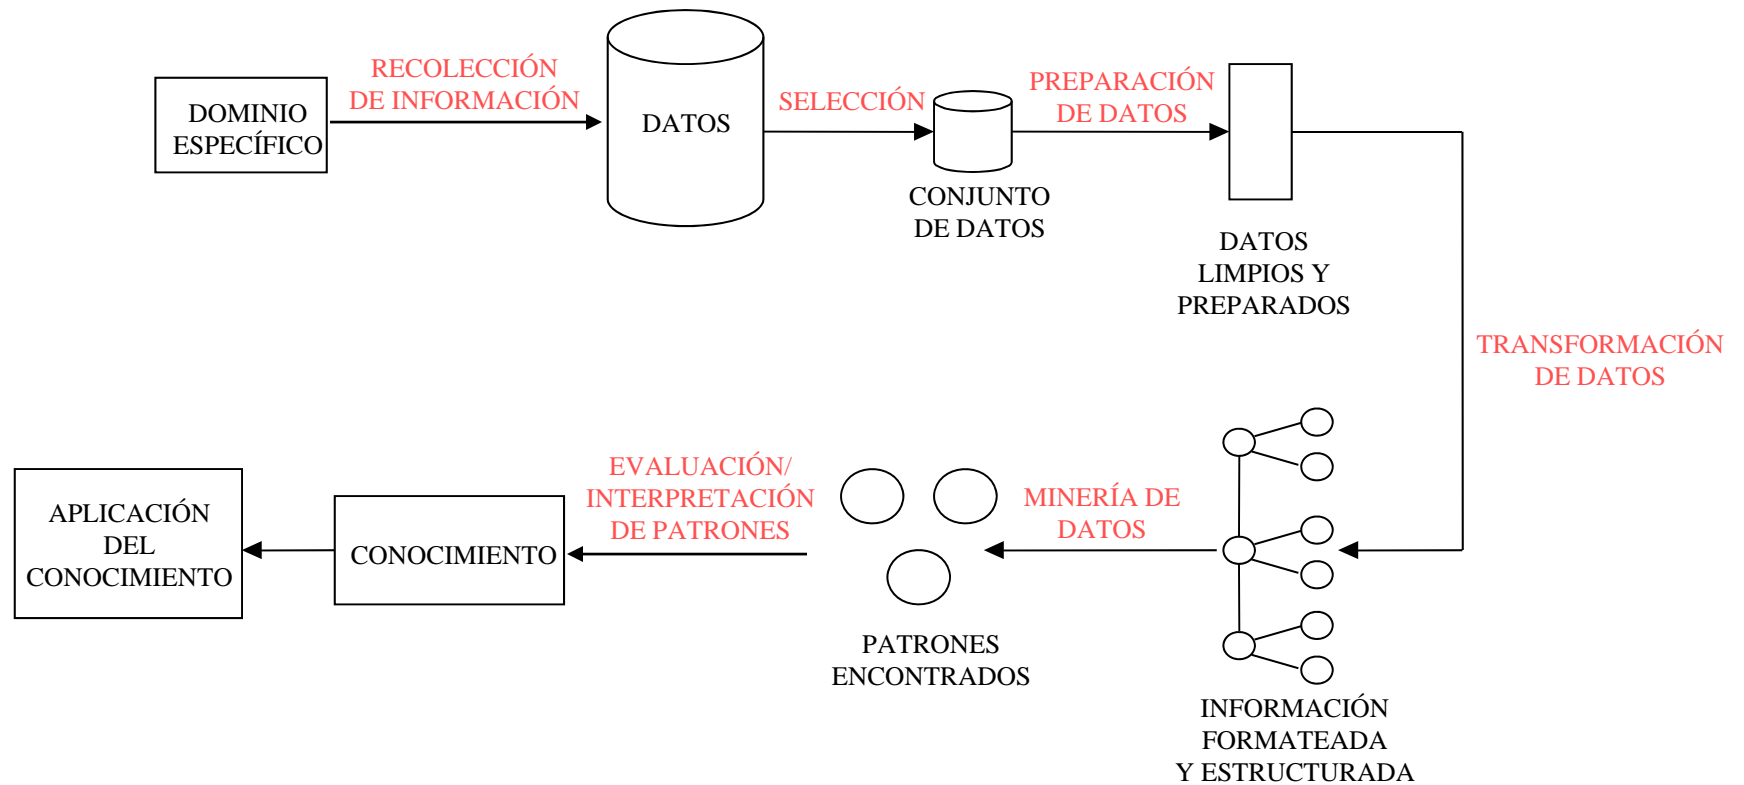 DOMINIO
ESPECÍFICO
RECOLECCIÓN
DE INFORMACIÓN
DATOS
SELECCIÓN
CONJUNTO
DE DATOS
PREPARACIÓN
DE DATOS
DATOS
LIMPIOS Y
PREPARADOS
TRANSFORMACIÓN
DE DATOS
INFORMACIÓN
FORMATEADA
Y ESTRUCTURADA
MINERÍA DE
DATOS
PATRONES
ENCONTRADOS
EVALUACIÓN/
INTERPRETACIÓN
DE PATRONES
CONOCIMIENTO
APLICACIÓN
DEL
CONOCIMIENTO